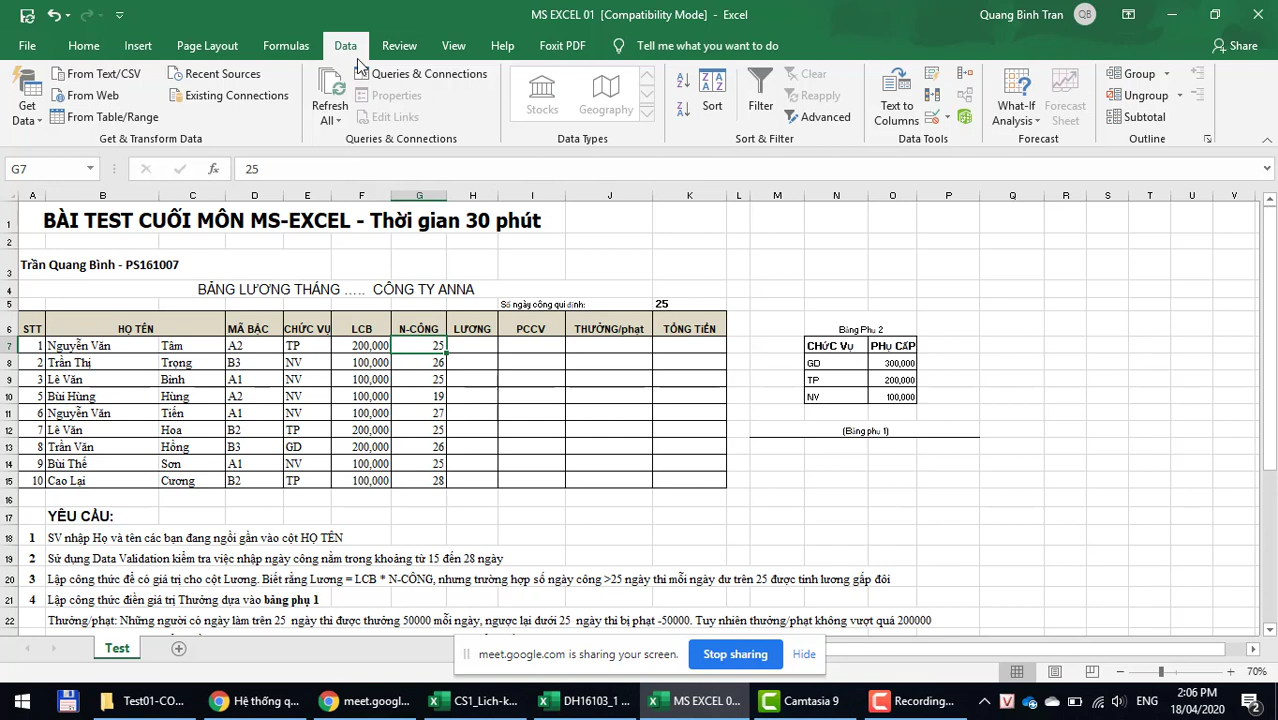 MS EXCEL 01 [Compatibility Mode] - Excel
Quang Binh Tran QB
File Home Insert Page Layout Formulas Data Review View Help Foxit PDF Tell me what you want to do Share
Get Data From Text/CSV From Web From Table/Range Recent Sources Existing Connections
Get & Transform Data
Refresh All Queries & Connections Properties Edit Links
Queries & Connections
Stocks Geography
Data Types
Sort Filter Clear Reapply Advanced
Sort & Filter
Text to Columns
Data Tools
What-If Analysis Forecast Sheet
Forecast
Group Ungroup Subtotal
Outline
G7 fx 25
A B C D E F G H I J K L M N O P Q R S T U V
1 BÀI TEST CUỐI MÔN MS-EXCEL - Thời gian 30 phút
2
3 Trần Quang Bình - PS161007
4 BẢNG LƯƠNG THÁNG ….. CÔNG TY ANNA
5 Số ngày công qui định: 25
6 STT HỌ TÊN MÃ BẬC CHỨC VỤ LCB N-CÔNG LƯƠNG PCCV THƯỞNG/phạt TỔNG TIỀN Bảng Phụ 2
7 1 Nguyễn Văn Tâm A2 TP 200,000 25 CHỨC VỤ PHỤ CẤP
8 2 Trần Thị Trọng B3 NV 100,000 26 GD 300,000
9 3 Lê Văn Bình A1 NV 100,000 25 TP 200,000
10 5 Bùi Hùng Hùng A2 NV 100,000 19 NV 100,000
11 6 Nguyễn Văn Tiến A1 NV 100,000 27
12 7 Lê Văn Hoa B2 TP 200,000 25 (Bảng phụ 1)
13 8 Trần Văn Hồng B3 GD 200,000 26
14 9 Bùi Thế Sơn A1 NV 100,000 25
15 10 Cao Lại Cương B2 TP 100,000 28
16
17 YÊU CẦU:
18 1 SV nhập Họ và tên các bạn đang ngồi gần vào cột HỌ TÊN
19 2 Sử dụng Data Validation kiểm tra việc nhập ngày công nằm trong khoảng từ 15 đến 28 ngày
20 3 Lập công thức để có giá trị cho cột Lương. Biết rằng Lương = LCB * N-CÔNG, nhưng trường hợp số ngày công >25 ngày thì mỗi ngày dư trên 25 được tính lương gấp đôi
21 4 Lập công thức điền giá trị Thưởng dựa vào bảng phụ 1
22 Thưởng/phạt: Những người có ngày làm trên 25 ngày thì được thưởng 50000 mỗi ngày, ngược lại dưới 25 ngày thì bị phạt -50000. Tuy nhiên thưởng/phạt không vượt quá 200000
Test
meet.google.com is sharing your screen. Stop sharing Hide
70%
Test01-CO... Hệ thống q... meet.googl... CS1_Lich-k... DH16103_1 ... MS EXCEL 0... Camtasia 9 Recording...
ENG
2:06 PM
18/04/2020
2